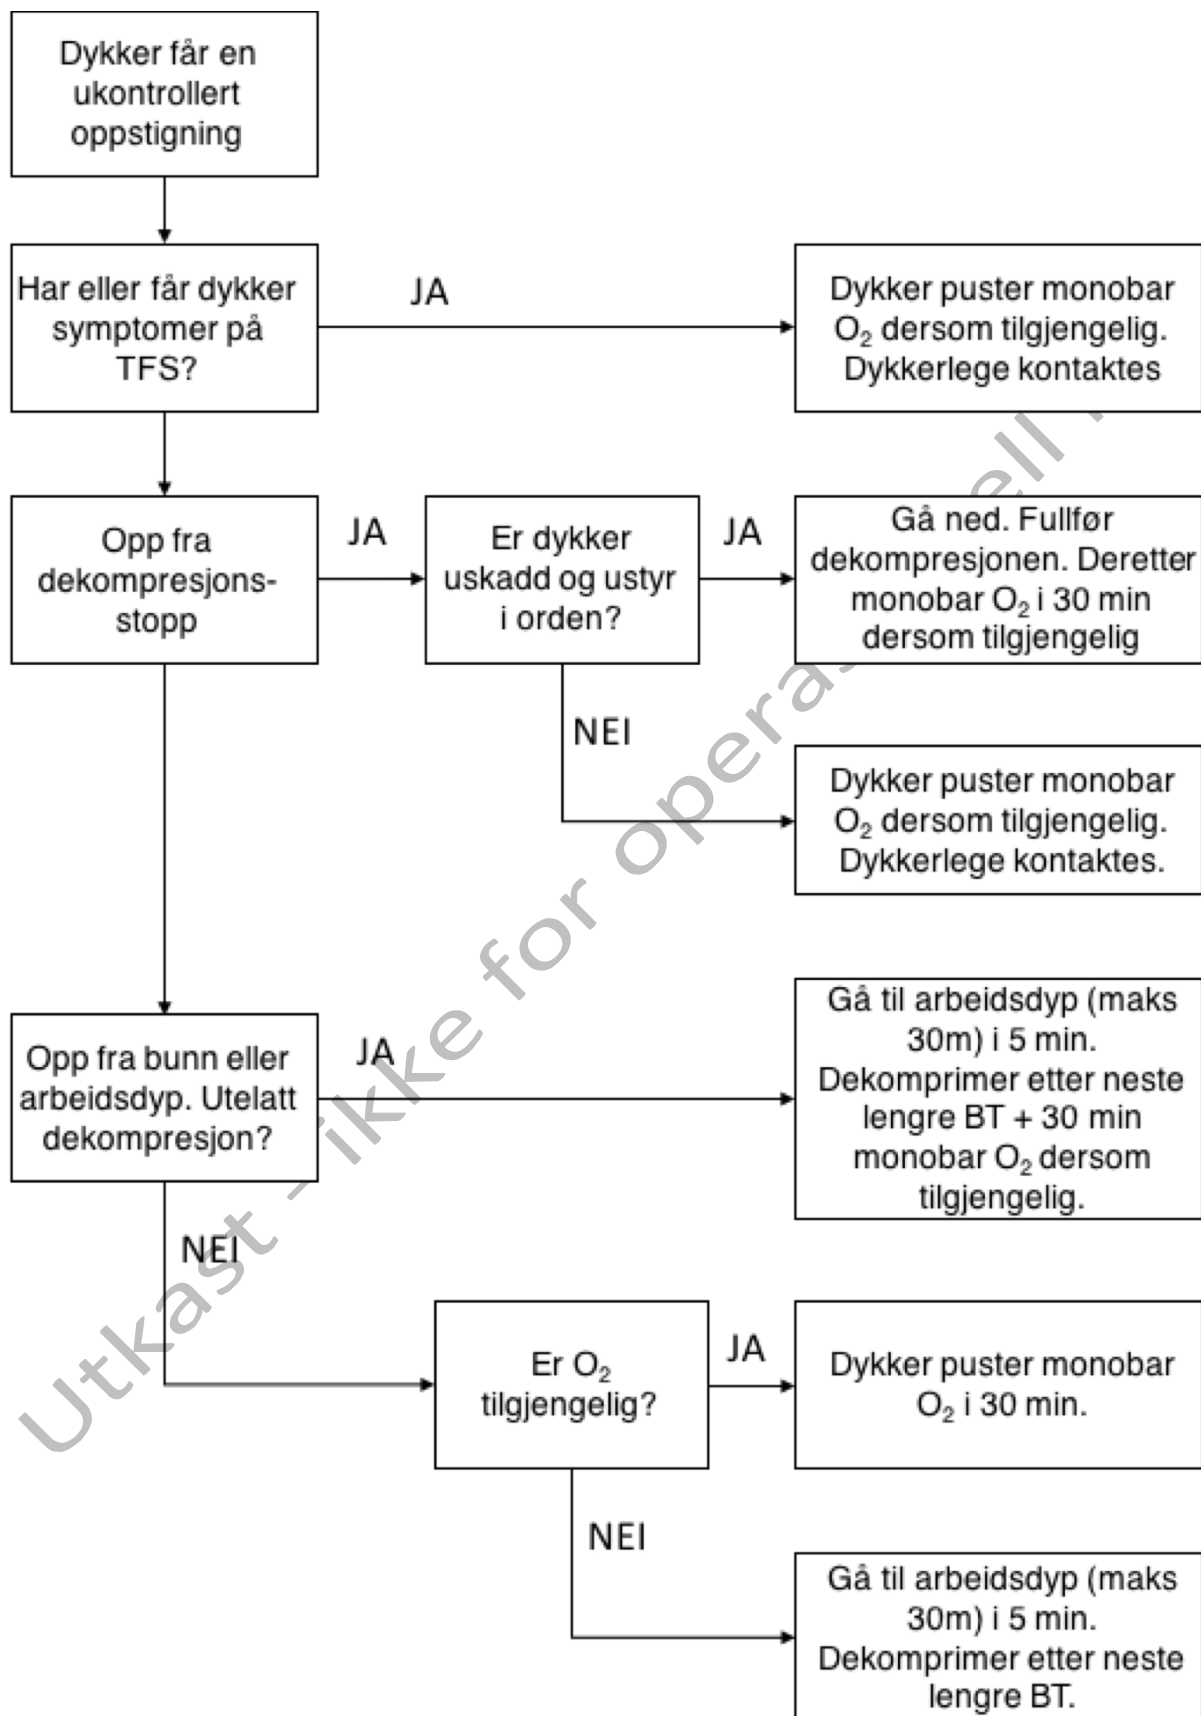 Dykker får en
ukontrollert
oppstigning
Har eller får dykker
symptomer på
TFS?
JA
Dykker puster monobar
O₂ dersom tilgjengelig.
Dykkerlege kontaktes
Opp fra
dekompresjons-
stopp
JA
Er dykker
uskadd og ustyr
i orden?
JA
Gå ned. Fullfør
dekompresjonen. Deretter
monobar O₂ i 30 min
dersom tilgjengelig
NEI
Dykker puster monobar
O₂ dersom tilgjengelig.
Dykkerlege kontaktes.
Opp fra bunn eller
arbeidsdyp. Utelatt
dekompresjon?
JA
Gå til arbeidsdyp (maks
30m) i 5 min.
Dekomprimer etter neste
lengre BT + 30 min
monobar O₂ dersom
tilgjengelig.
NEI
Er O₂
tilgjengelig?
JA
Dykker puster monobar
O₂ i 30 min.
NEI
Gå til arbeidsdyp (maks
30m) i 5 min.
Dekomprimer etter neste
lengre BT.
Utkast - ikke for